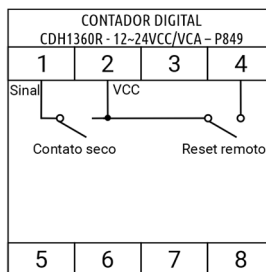 CONTADOR DIGITAL
CDH1360R - 12~24VCC/VCA – P849
1 2 3 4
Sinal VCC
Contato seco Reset remoto
5 6 7 8